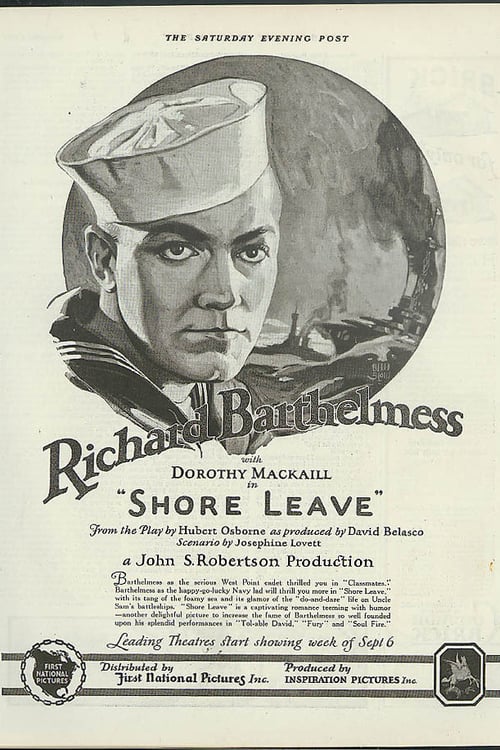 THE SATURDAY EVENING POST
Richard Barthelmess
with
DOROTHY MACKAILL
in
"SHORE LEAVE"
From the Play by Hubert Osborne as produced by David Belasco
Scenario by Josephine Lovett
a John S. Robertson Production
Barthelmess as the serious West Point cadet thrilled you in "Classmates."
Barthelmess as the happy-go-lucky Navy lad will thrill you more in "Shore Leave,"
with its tang of the foamy sea and its glamor of the "do-and-dare" life on Uncle
Sam's battleships. "Shore Leave" is a captivating romance teeming with humor
—another delightful picture to increase the fame of Barthelmess so well founded
upon his splendid performances in "Tol-able David," "Fury" and "Soul Fire."
Leading Theatres start showing week of Sept 6
FIRST
NATIONAL
PICTURES
Distributed by
First National Pictures Inc.
Produced by
INSPIRATION PICTURES Inc.